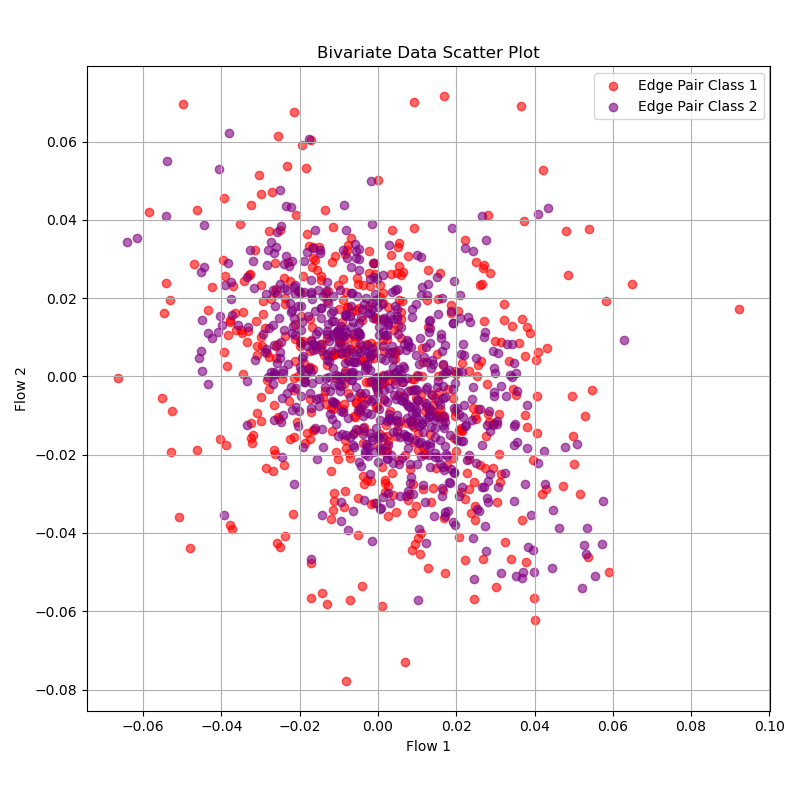 Bivariate Data Scatter Plot
Edge Pair Class 1
Edge Pair Class 2
0.06
0.04
0.02
0.00
−0.02
−0.04
−0.06
−0.08
Flow 2
−0.06 −0.04 −0.02 0.00 0.02 0.04 0.06 0.08 0.10
Flow 1